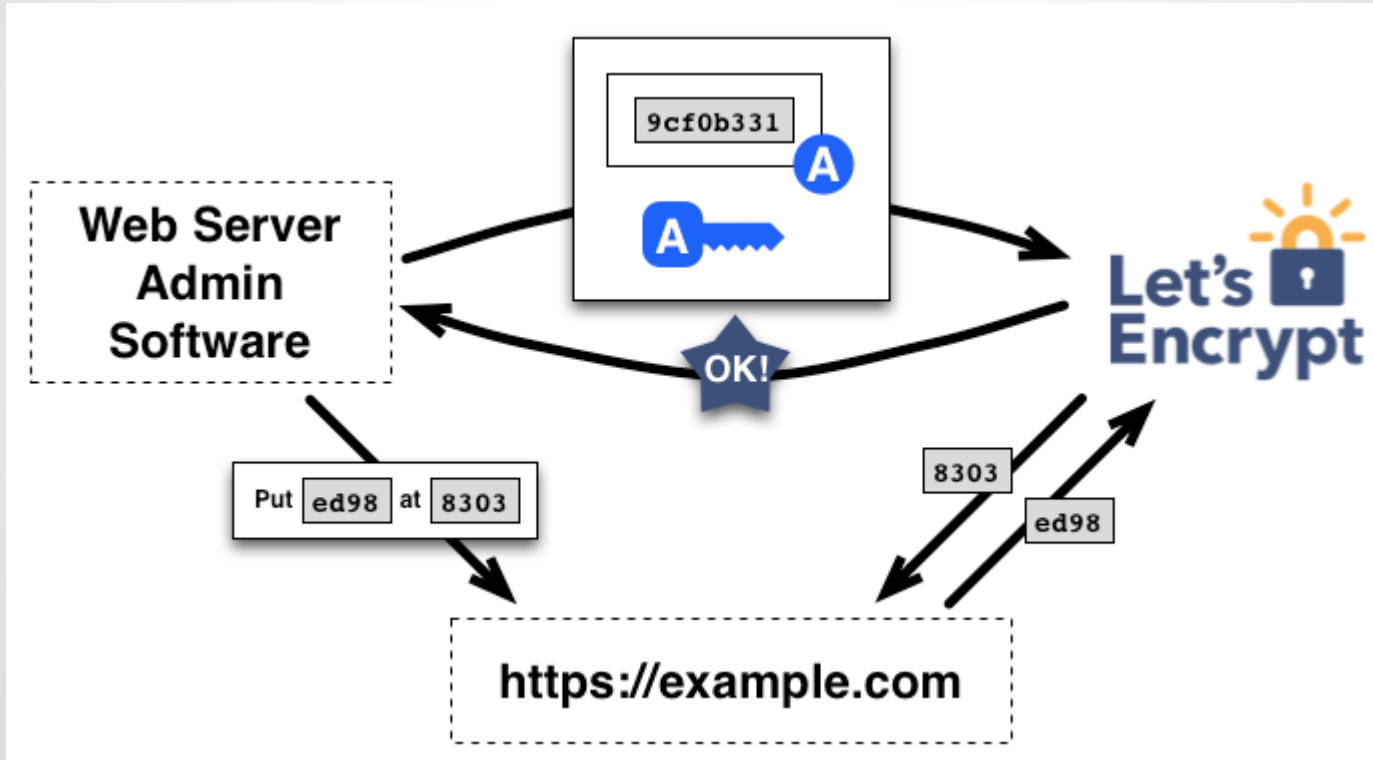 9cf0b331
A
A
Web Server
Admin
Software
Let's
Encrypt
OK!
Put ed98 at 8303
8303
ed98
https://example.com